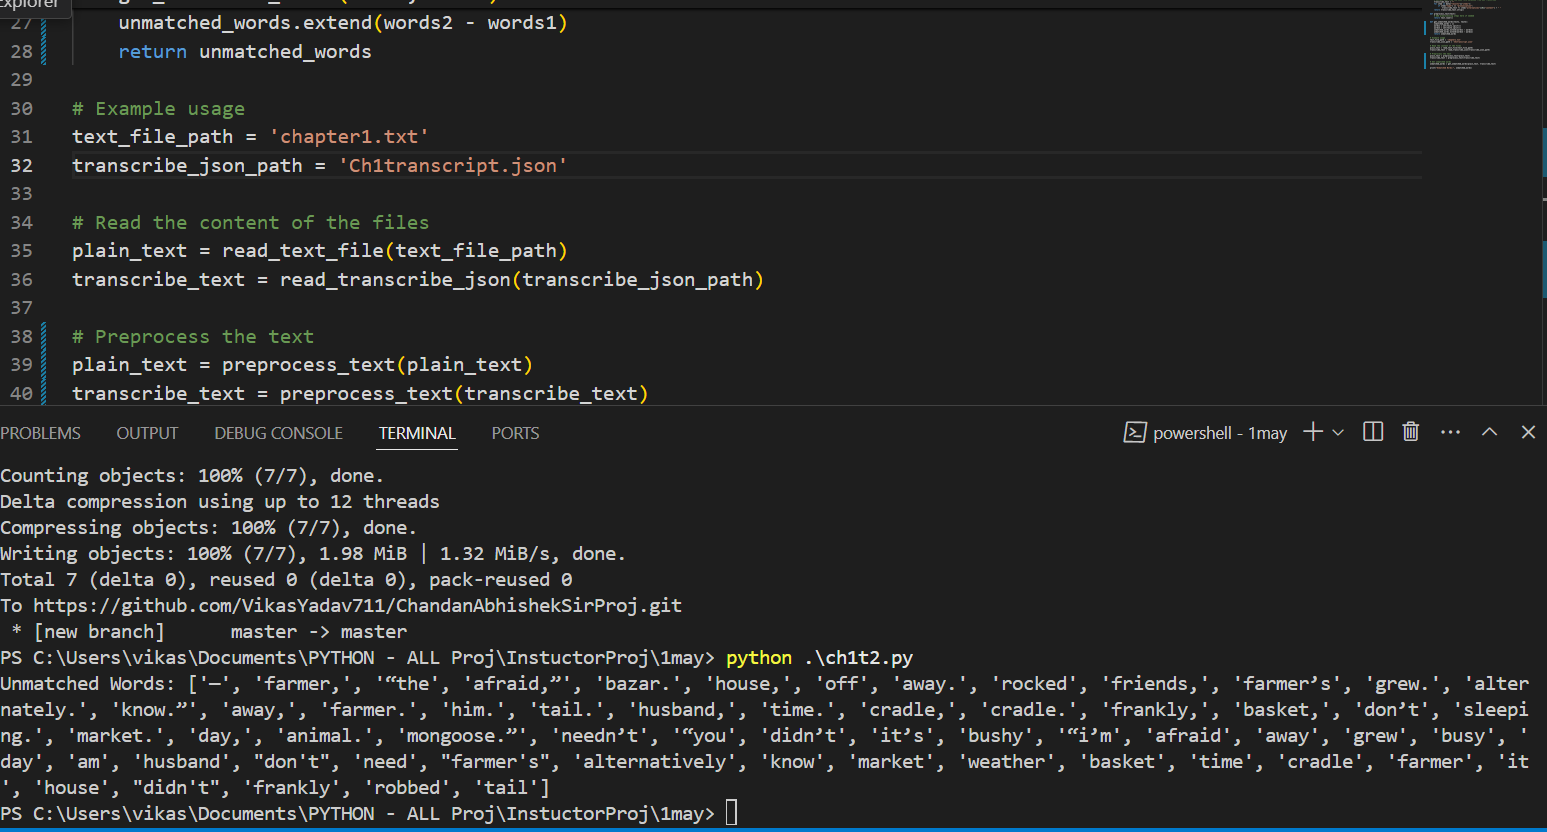 Explorer
27 unmatched_words.extend(words2 - words1)
28 return unmatched_words
29
30 # Example usage
31 text_file_path = 'chapter1.txt'
32 transcribe_json_path = 'Ch1transcript.json'
33
34 # Read the content of the files
35 plain_text = read_text_file(text_file_path)
36 transcribe_text = read_transcribe_json(transcribe_json_path)
37
38 # Preprocess the text
39 plain_text = preprocess_text(plain_text)
40 transcribe_text = preprocess_text(transcribe_text)
PROBLEMS OUTPUT DEBUG CONSOLE TERMINAL PORTS powershell - 1may
Counting objects: 100% (7/7), done.
Delta compression using up to 12 threads
Compressing objects: 100% (7/7), done.
Writing objects: 100% (7/7), 1.98 MiB | 1.32 MiB/s, done.
Total 7 (delta 0), reused 0 (delta 0), pack-reused 0
To https://github.com/VikasYadav711/ChandanAbhishekSirProj.git
* [new branch] master -> master
PS C:\Users\vikas\Documents\PYTHON - ALL Proj\InstuctorProj\1may> python .\ch1t2.py
Unmatched Words: ['—', 'farmer,', '“the', 'afraid,”', 'bazar.', 'house,', 'off', 'away.', 'rocked', 'friends,', 'farmer’s', 'grew.', 'alter
nately.', 'know.”', 'away,', 'farmer.', 'him.', 'tail.', 'husband,', 'time.', 'cradle,', 'cradle.', 'frankly,', 'basket,', 'don’t', 'sleepi
ng.', 'market.', 'day,', 'animal.', 'mongoose.”', 'needn’t', '“you', 'didn’t', 'it’s', 'bushy', '“i’m', 'afraid', 'away', 'grew', 'busy', '
day', 'am', 'husband', "don't", 'need', "farmer's", 'alternatively', 'know', 'market', 'weather', 'basket', 'time', 'cradle', 'farmer', 'it
', 'house', "didn't", 'frankly', 'robbed', 'tail']
PS C:\Users\vikas\Documents\PYTHON - ALL Proj\InstuctorProj\1may>